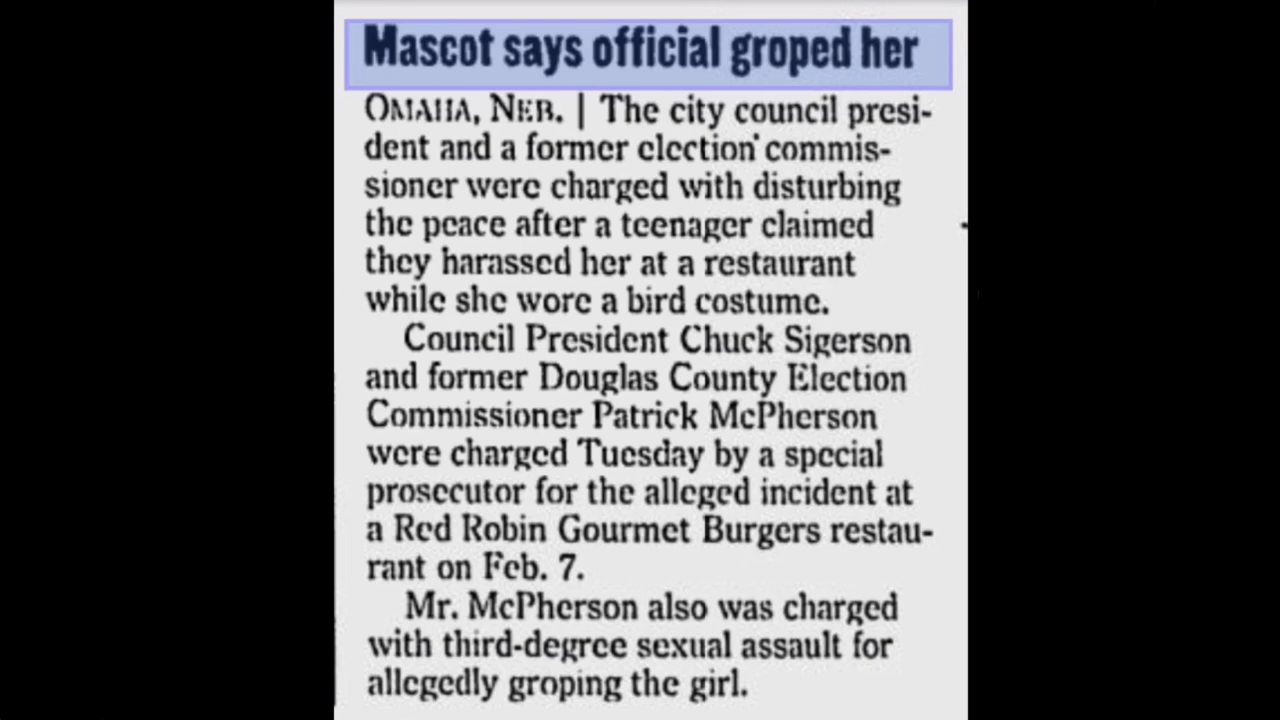 Mascot says official groped her
OMAHA, NEB. | The city council presi-
dent and a former election commis-
sioner were charged with disturbing
the peace after a teenager claimed
they harassed her at a restaurant
while she wore a bird costume.
Council President Chuck Sigerson
and former Douglas County Election
Commissioner Patrick McPherson
were charged Tuesday by a special
prosecutor for the alleged incident at
a Red Robin Gourmet Burgers restau-
rant on Feb. 7.
Mr. McPherson also was charged
with third-degree sexual assault for
allegedly groping the girl.